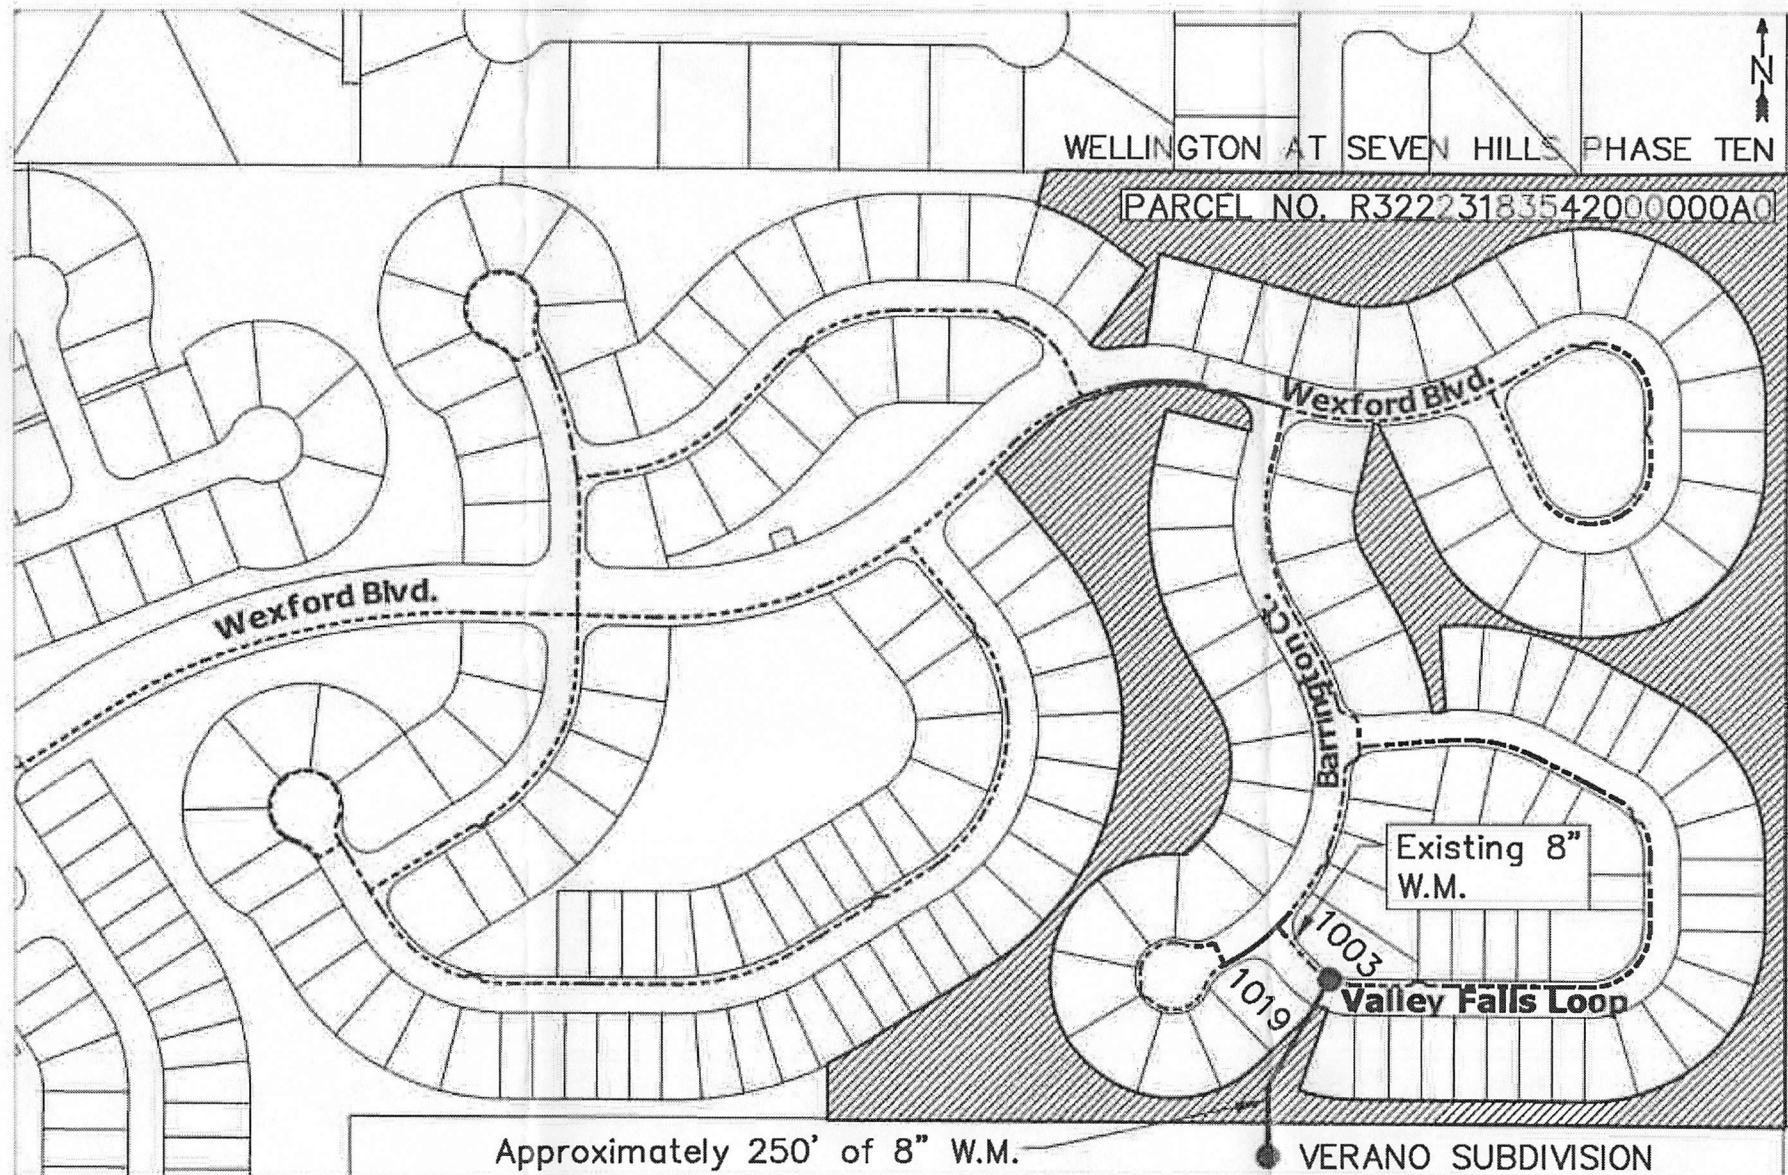 N
WELLINGTON AT SEVEN HILLS PHASE TEN
PARCEL NO. R32223183542000000A0
Wexford Blvd.
Wexford Blvd.
Barrington Ct.
Existing 8"
W.M.
1003
1019
Valley Falls Loop
Approximately 250' of 8" W.M.
VERANO SUBDIVISION